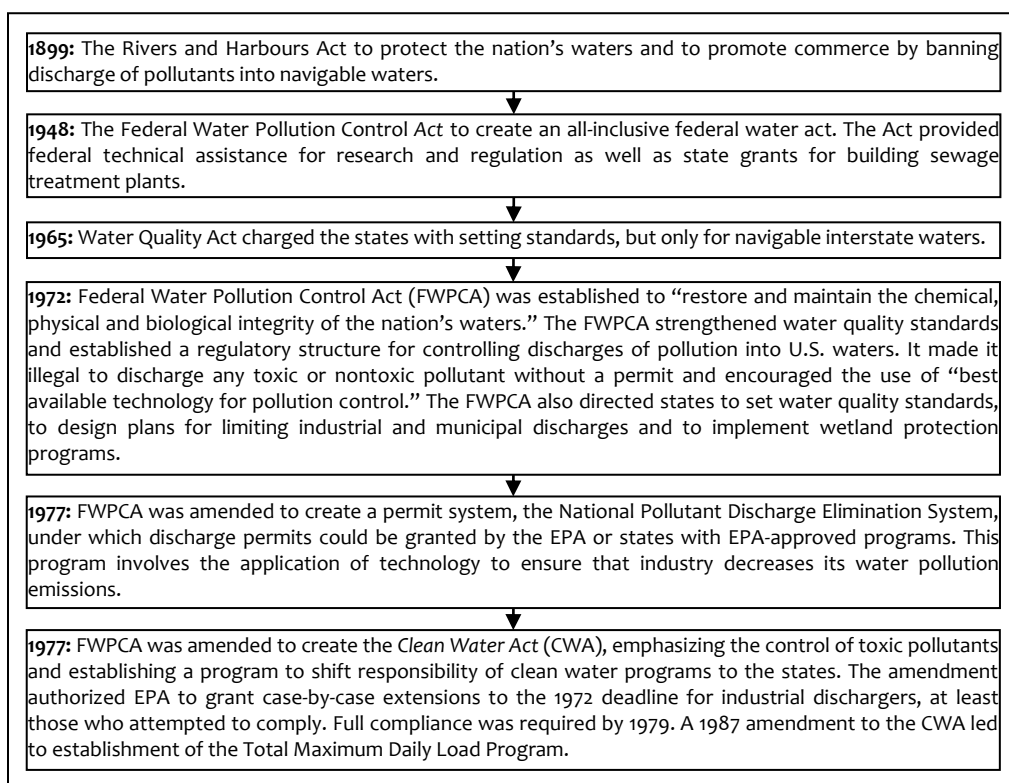 1899: The Rivers and Harbours Act to protect the nation’s waters and to promote commerce by banning
discharge of pollutants into navigable waters.
1948: The Federal Water Pollution Control Act to create an all-inclusive federal water act. The Act provided
federal technical assistance for research and regulation as well as state grants for building sewage
treatment plants.
1965: Water Quality Act charged the states with setting standards, but only for navigable interstate waters.
1972: Federal Water Pollution Control Act (FWPCA) was established to “restore and maintain the chemical,
physical and biological integrity of the nation’s waters.” The FWPCA strengthened water quality standards
and established a regulatory structure for controlling discharges of pollution into U.S. waters. It made it
illegal to discharge any toxic or nontoxic pollutant without a permit and encouraged the use of “best
available technology for pollution control.” The FWPCA also directed states to set water quality standards,
to design plans for limiting industrial and municipal discharges and to implement wetland protection
programs.
1977: FWPCA was amended to create a permit system, the National Pollutant Discharge Elimination System,
under which discharge permits could be granted by the EPA or states with EPA-approved programs. This
program involves the application of technology to ensure that industry decreases its water pollution
emissions.
1977: FWPCA was amended to create the Clean Water Act (CWA), emphasizing the control of toxic pollutants
and establishing a program to shift responsibility of clean water programs to the states. The amendment
authorized EPA to grant case-by-case extensions to the 1972 deadline for industrial dischargers, at least
those who attempted to comply. Full compliance was required by 1979. A 1987 amendment to the CWA led
to establishment of the Total Maximum Daily Load Program.